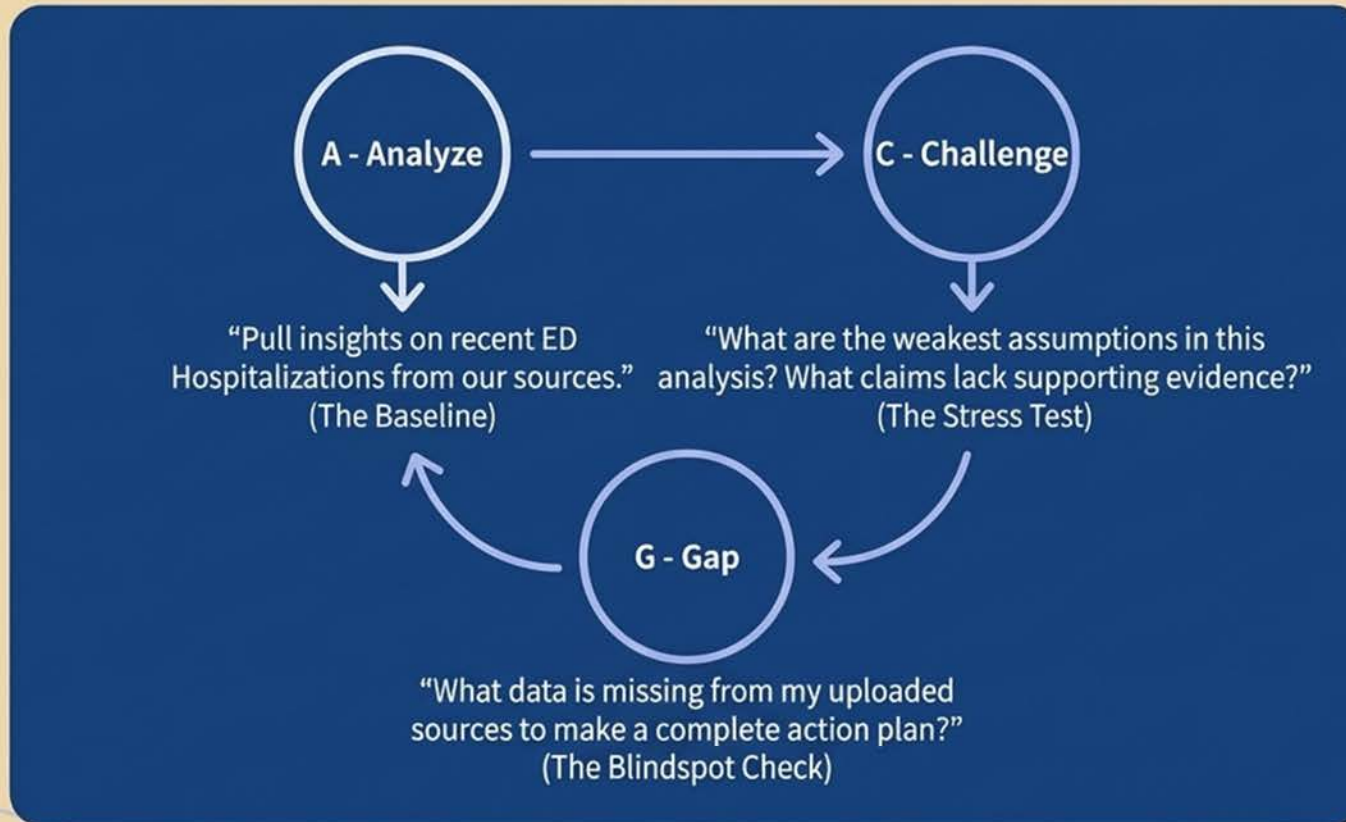 A - Analyze
C - Challenge
“Pull insights on recent ED
Hospitalizations from our sources.”
(The Baseline)
“What are the weakest assumptions in this
analysis? What claims lack supporting evidence?”
(The Stress Test)
G - Gap
“What data is missing from my uploaded
sources to make a complete action plan?”
(The Blindspot Check)